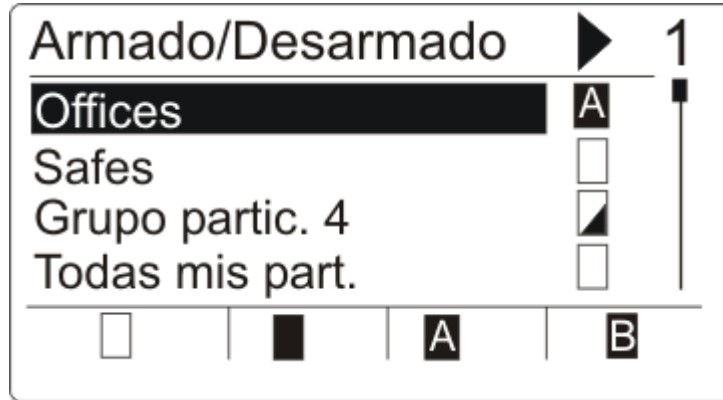 Armado/Desarmado 1
Offices A
Safes
Grupo partic. 4
Todas mis part.
A B